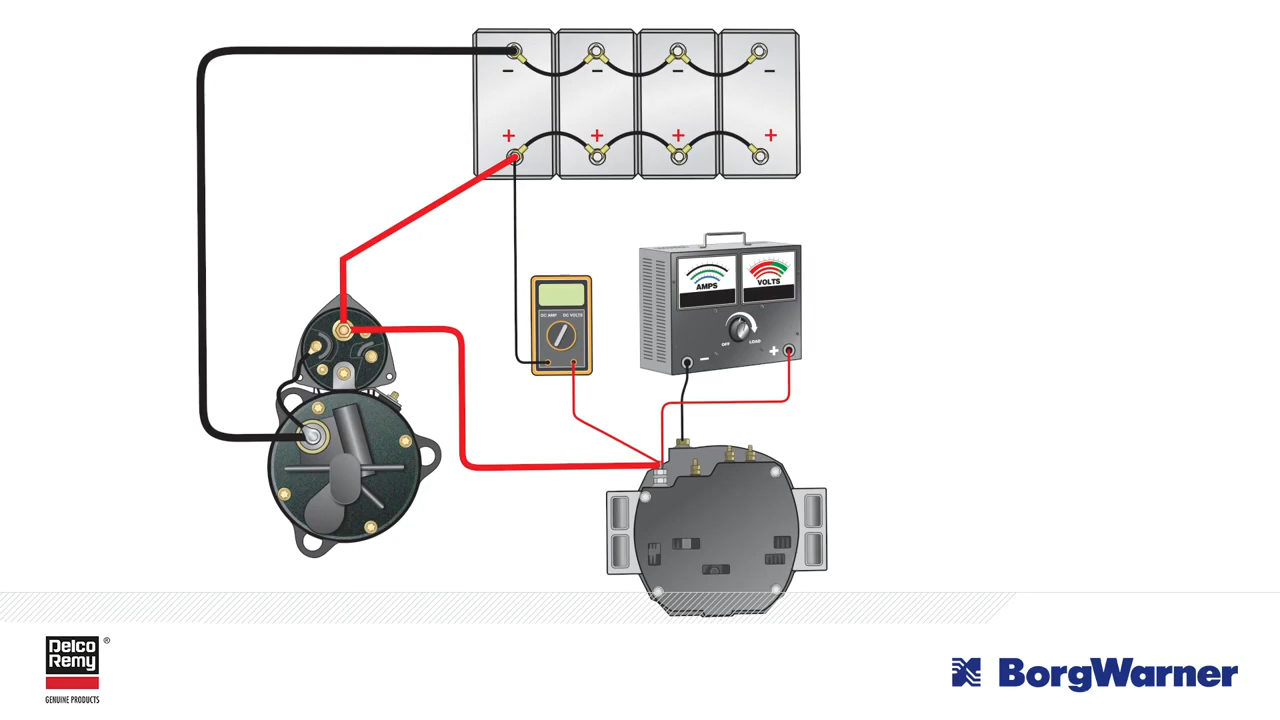 − − − −
+ + + +
AMPS VOLTS
DC AMP DC VOLTS
OFF LOAD
− +
Delco
Remy
®
GENUINE PRODUCTS
BorgWarner